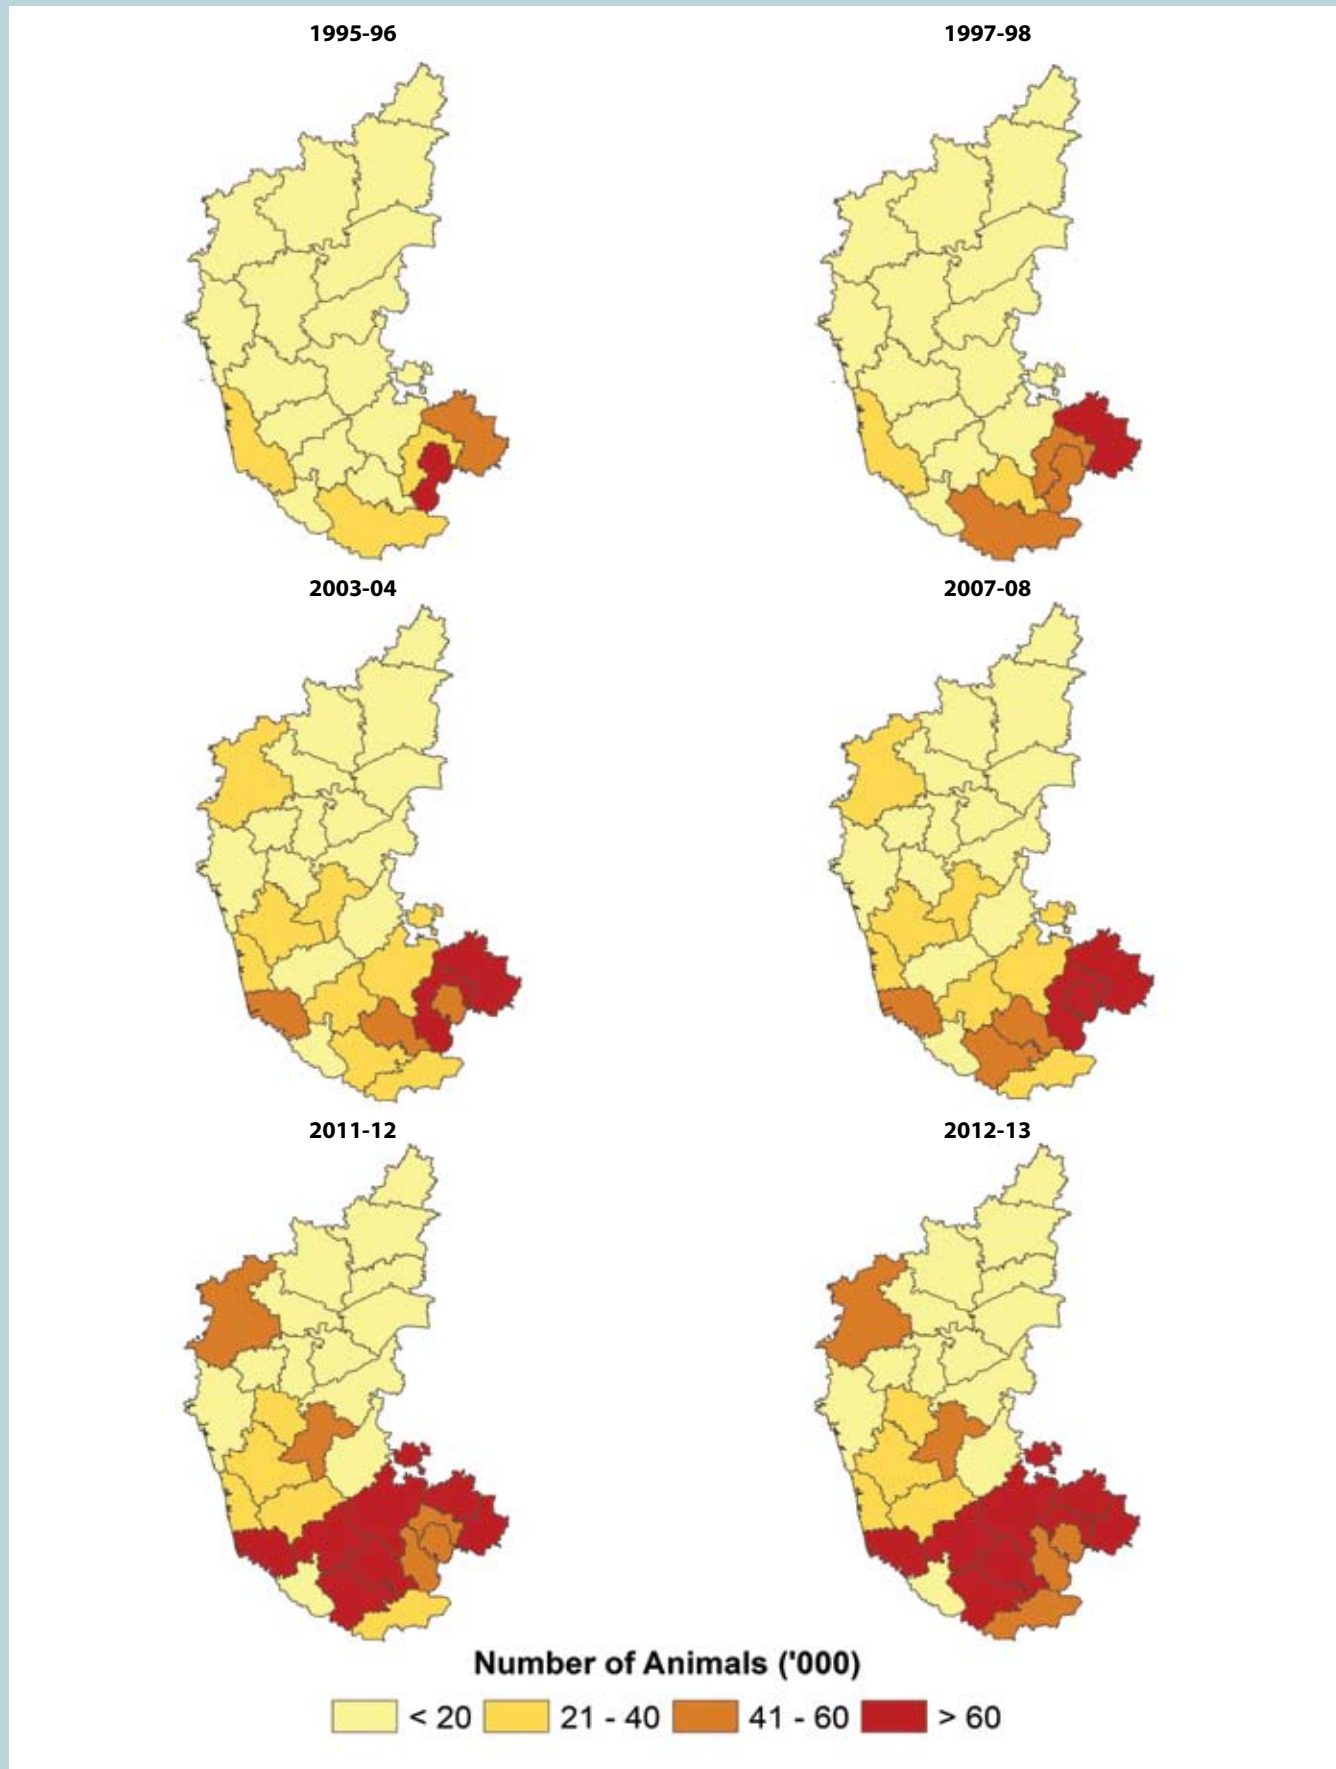 1995-96
1997-98
2003-04
2007-08
2011-12
2012-13
Number of Animals ('000)
< 20
21 - 40
41 - 60
> 60